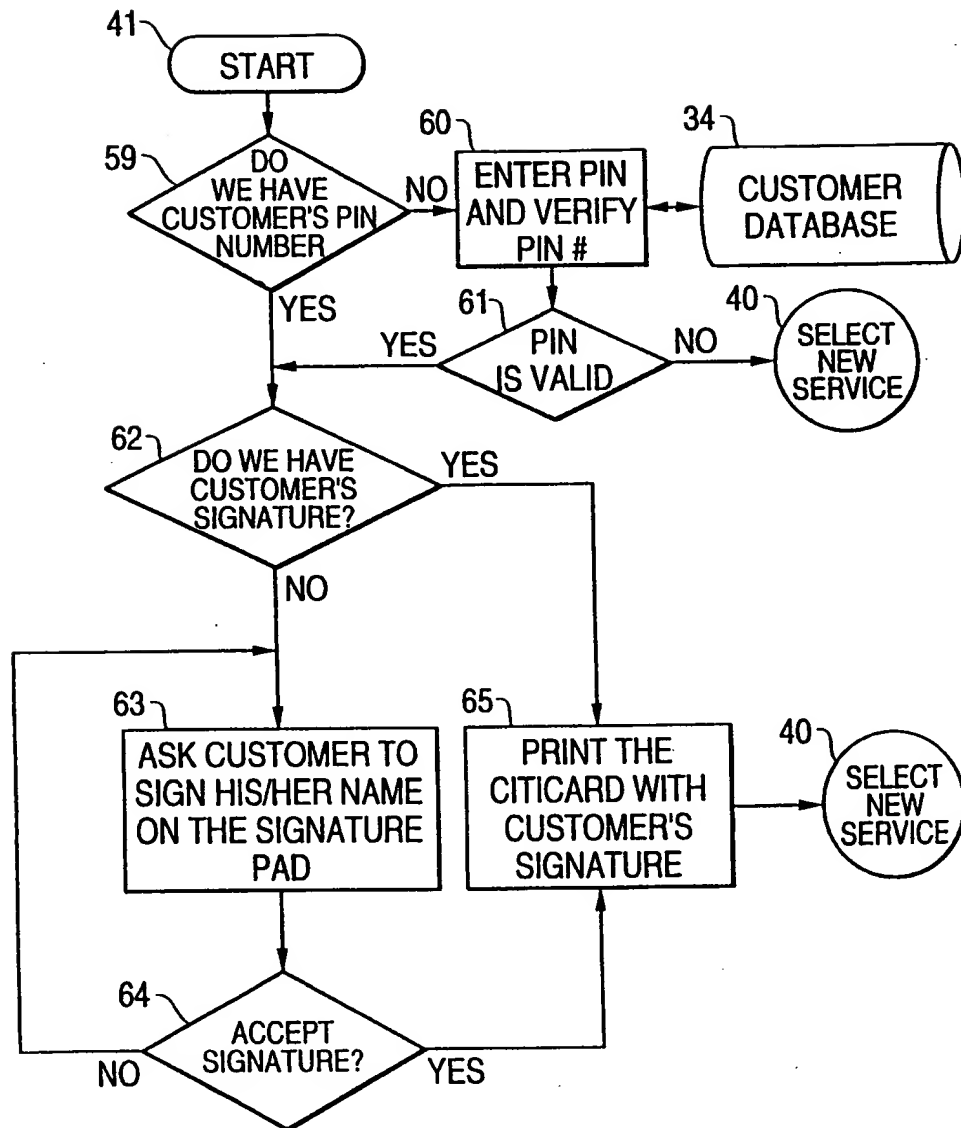 41
START
59
DO
WE HAVE
CUSTOMER'S PIN
NUMBER
NO
60
ENTER PIN
AND VERIFY
PIN #
34
CUSTOMER
DATABASE
YES
61
PIN
IS VALID
YES
NO
40
SELECT
NEW
SERVICE
62
DO WE HAVE
CUSTOMER'S
SIGNATURE?
YES
NO
63
ASK CUSTOMER TO
SIGN HIS/HER NAME
ON THE SIGNATURE
PAD
65
PRINT THE
CITICARD WITH
CUSTOMER'S
SIGNATURE
40
SELECT
NEW
SERVICE
64
ACCEPT
SIGNATURE?
NO
YES